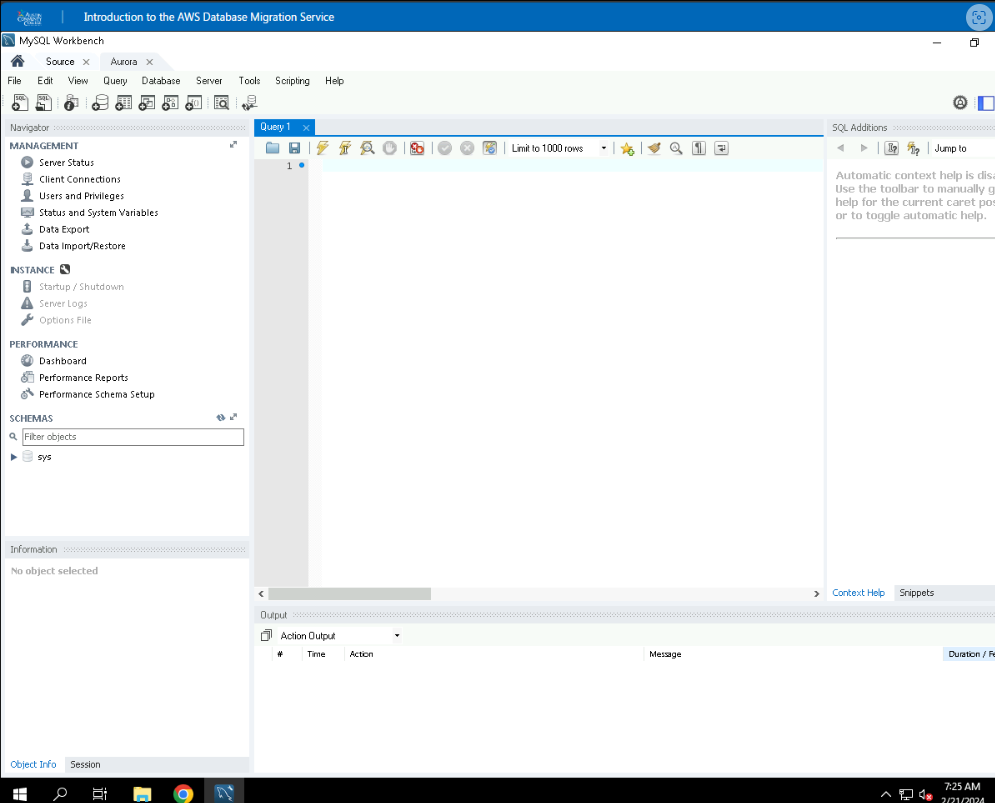 Introduction to the AWS Database Migration Service
MySQL Workbench
Source
Aurora
File Edit View Query Database Server Tools Scripting Help
Navigator
MANAGEMENT
Server Status
Client Connections
Users and Privileges
Status and System Variables
Data Export
Data Import/Restore
INSTANCE
Startup / Shutdown
Server Logs
Options File
PERFORMANCE
Dashboard
Performance Reports
Performance Schema Setup
SCHEMAS
Filter objects
sys
Information
No object selected
Object Info Session
Query 1
Limit to 1000 rows
1
SQL Additions
Jump to
Automatic context help is disa
Use the toolbar to manually g
help for the current caret pos
or to toggle automatic help.
Context Help Snippets
Output
Action Output
# Time Action Message Duration / Fe
7:25 AM
2/21/2024